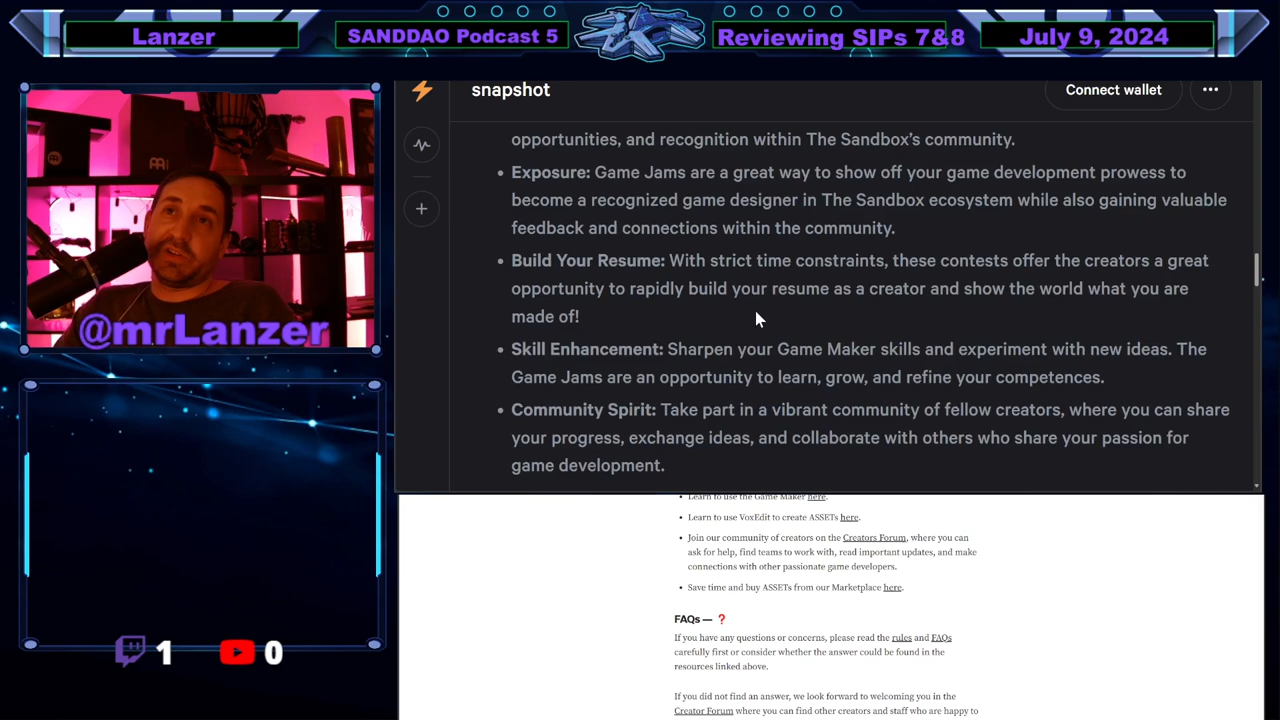 Lanzer
SANDDAO Podcast 5
Reviewing SIPs 7&8
July 9, 2024
snapshot
Connect wallet
opportunities, and recognition within The Sandbox's community.
• Exposure: Game Jams are a great way to show off your game development prowess to
become a recognized game designer in The Sandbox ecosystem while also gaining valuable
feedback and connections within the community.
• Build Your Resume: With strict time constraints, these contests offer the creators a great
opportunity to rapidly build your resume as a creator and show the world what you are
made of!
• Skill Enhancement: Sharpen your Game Maker skills and experiment with new ideas. The
Game Jams are an opportunity to learn, grow, and refine your competences.
• Community Spirit: Take part in a vibrant community of fellow creators, where you can share
your progress, exchange ideas, and collaborate with others who share your passion for
game development.
@mrLanzer
1
0
• Learn to use the Game Maker here.
• Learn to use VoxEdit to create ASSETs here.
• Join our community of creators on the Creators Forum, where you can
ask for help, find teams to work with, read important updates, and make
connections with other passionate game developers.
• Save time and buy ASSETs from our Marketplace here.
FAQs — ❓
If you have any questions or concerns, please read the rules and FAQs
carefully first or consider whether the answer could be found in the
resources linked above.
If you did not find an answer, we look forward to welcoming you in the
Creator Forum where you can find other creators and staff who are happy to